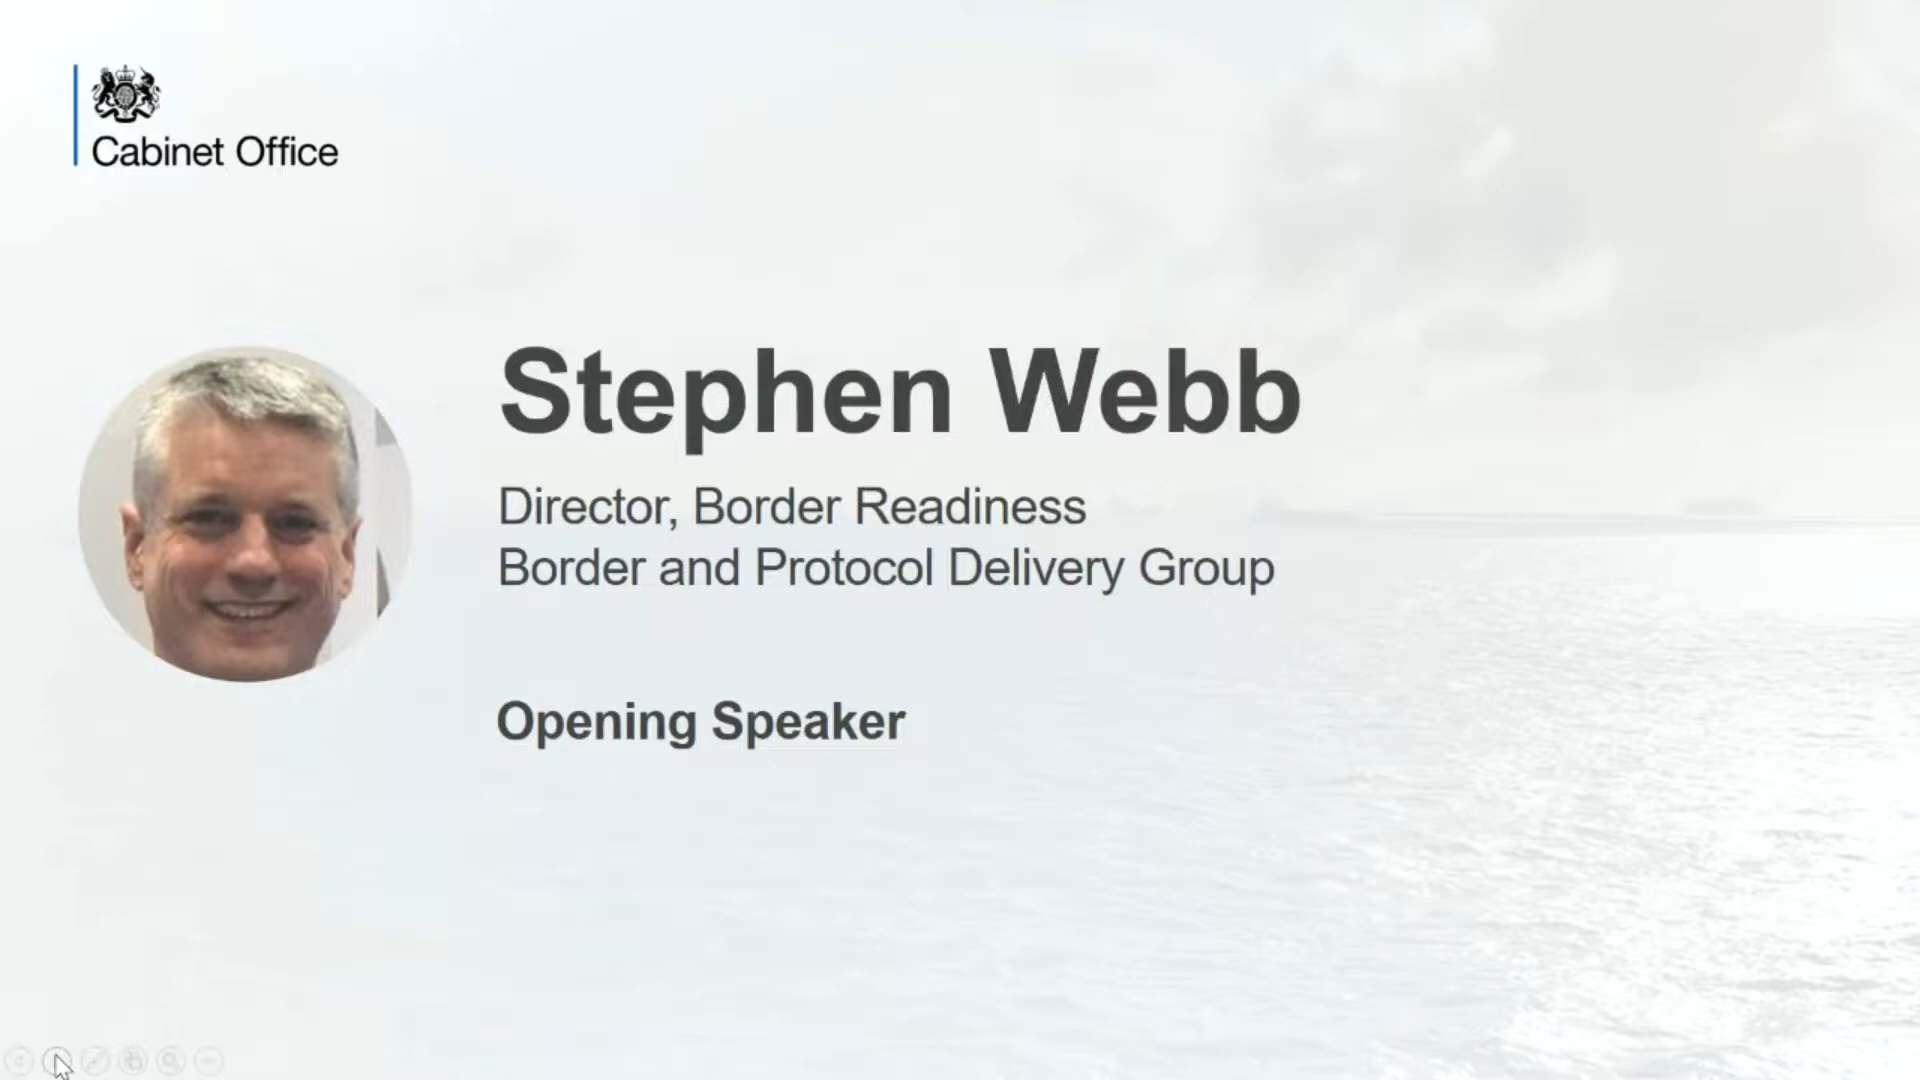 Cabinet Office
Stephen Webb
Director, Border Readiness
Border and Protocol Delivery Group
Opening Speaker